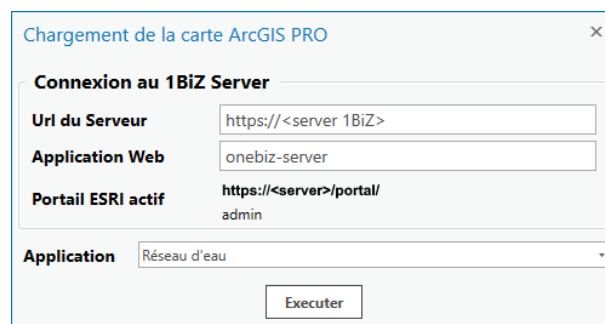 Chargement de la carte ArcGIS PRO
Connexion au 1BiZ Server
Url du Serveur https://<server 1BiZ>
Application Web onebiz-server
Portail ESRI actif https://<server>/portal/
admin
Application Réseau d'eau
Executer